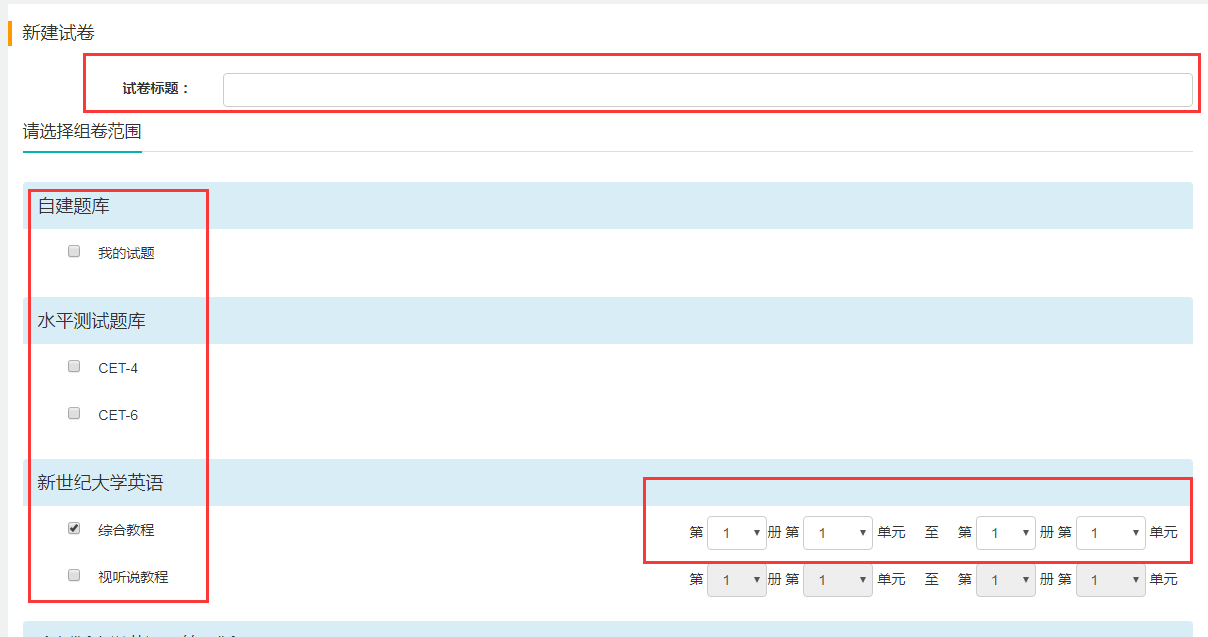 新建试卷
试卷标题：
请选择组卷范围
自建题库
我的试题
水平测试题库
CET-4
CET-6
新世纪大学英语
综合教程 第 1 册 第 1 单元 至 第 1 册 第 1 单元
视听说教程 第 1 册 第 1 单元 至 第 1 册 第 1 单元